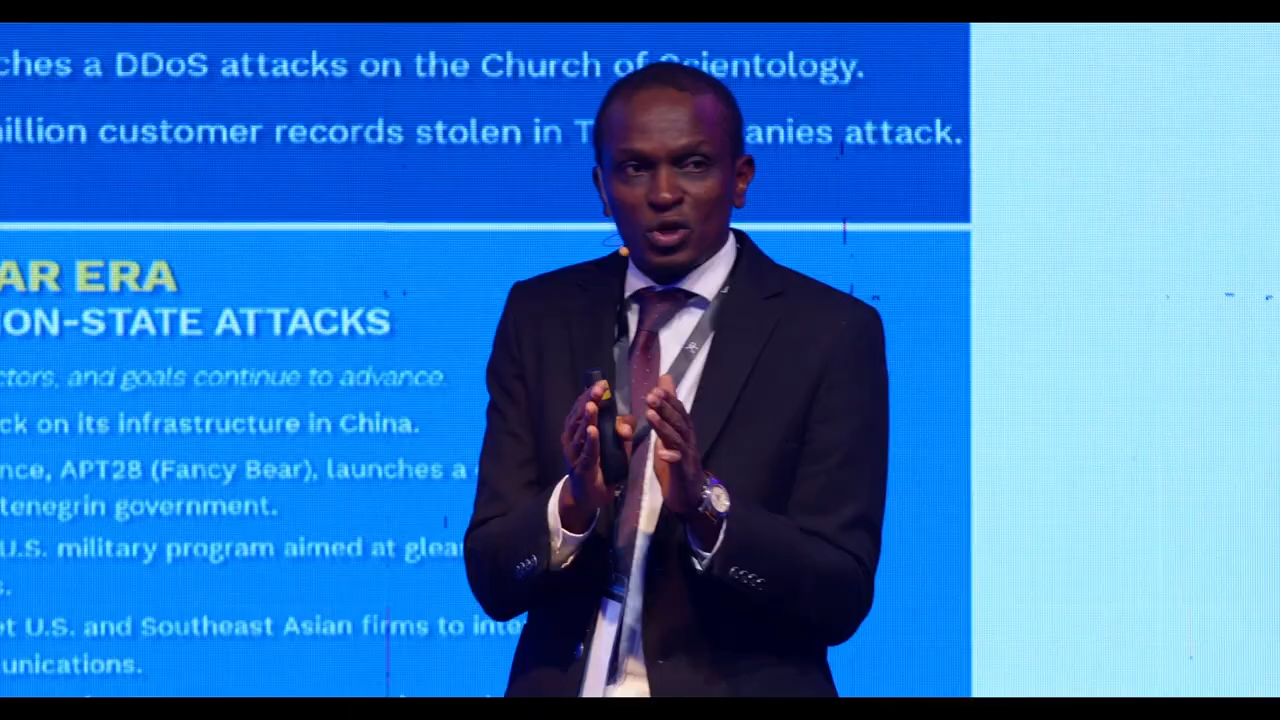 ches a DDoS attacks on the Church of Scientology.
illion customer records stolen in T anies attack.
AR ERA
ON-STATE ATTACKS
ctors, and goals continue to advance.
ck on its infrastructure in China.
nce, APT28 (Fancy Bear), launches a
tenegrin government.
U.S. military program aimed at glea
s.
et U.S. and Southeast Asian firms to inte
unications.